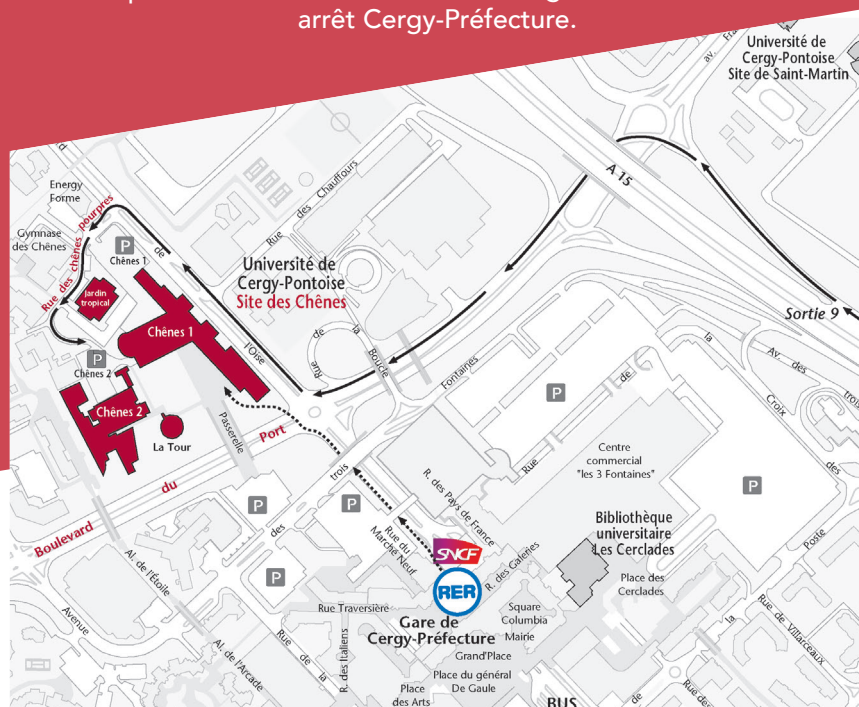 arrêt Cergy-Préfecture.
Université de
Cergy-Pontoise
Site de Saint-Martin
av.
A 15
Sortie 9
Energy
Forme
Gymnase
des Chênes
Rue des chênes pourpres
P
Chênes 1
Jardin
tropical
Chênes 1
P
Chênes 2
Chênes 2
La Tour
Rue des Chauffours
Université de
Cergy-Pontoise
Site des Chênes
de
l'Oise
Rue de la Boucle
Passerelle
Boulevard du Port
des trois Fontaines
P
P
P
P
P
Rue de la Croix des
Av. des trois
Centre
commercial
"les 3 Fontaines"
R. des Pays de France
Rue du
Marché Neuf
SNCF
RER
Gare de
Cergy-Préfecture
R. des Galeries
Bibliothèque
universitaire
Les Cerclades
Place des
Cerclades
Poste
la
Rue de Villarceaux
de
Rue des
Square
Columbia
Mairie
Grand'Place
Place du général
De Gaule
Place
des Arts
BUS
Rue Traversière
R. des Italiens
Rue de la
Al. de l'Étoile
Al. de l'Arcade
Avenue